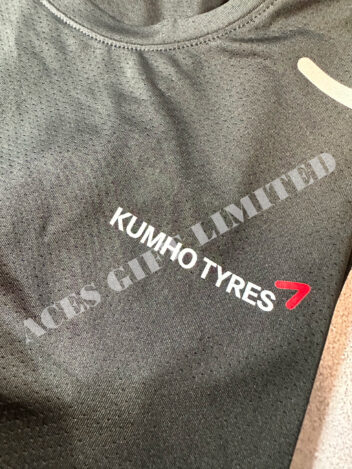 KUMHO TYRES
ACES GIFT LIMITED